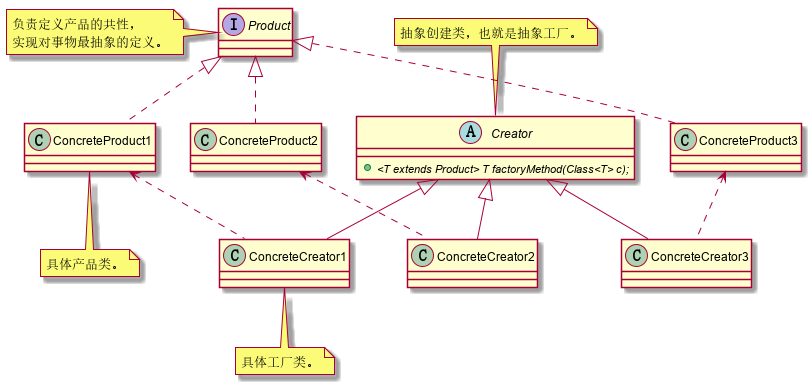 负责定义产品的共性，
实现对事物最抽象的定义。
I Product
抽象创建类，也就是抽象工厂。
C ConcreteProduct1
C ConcreteProduct2
A Creator
<T extends Product> T factoryMethod(Class<T> c);
C ConcreteProduct3
具体产品类。
C ConcreteCreator1
C ConcreteCreator2
C ConcreteCreator3
具体工厂类。